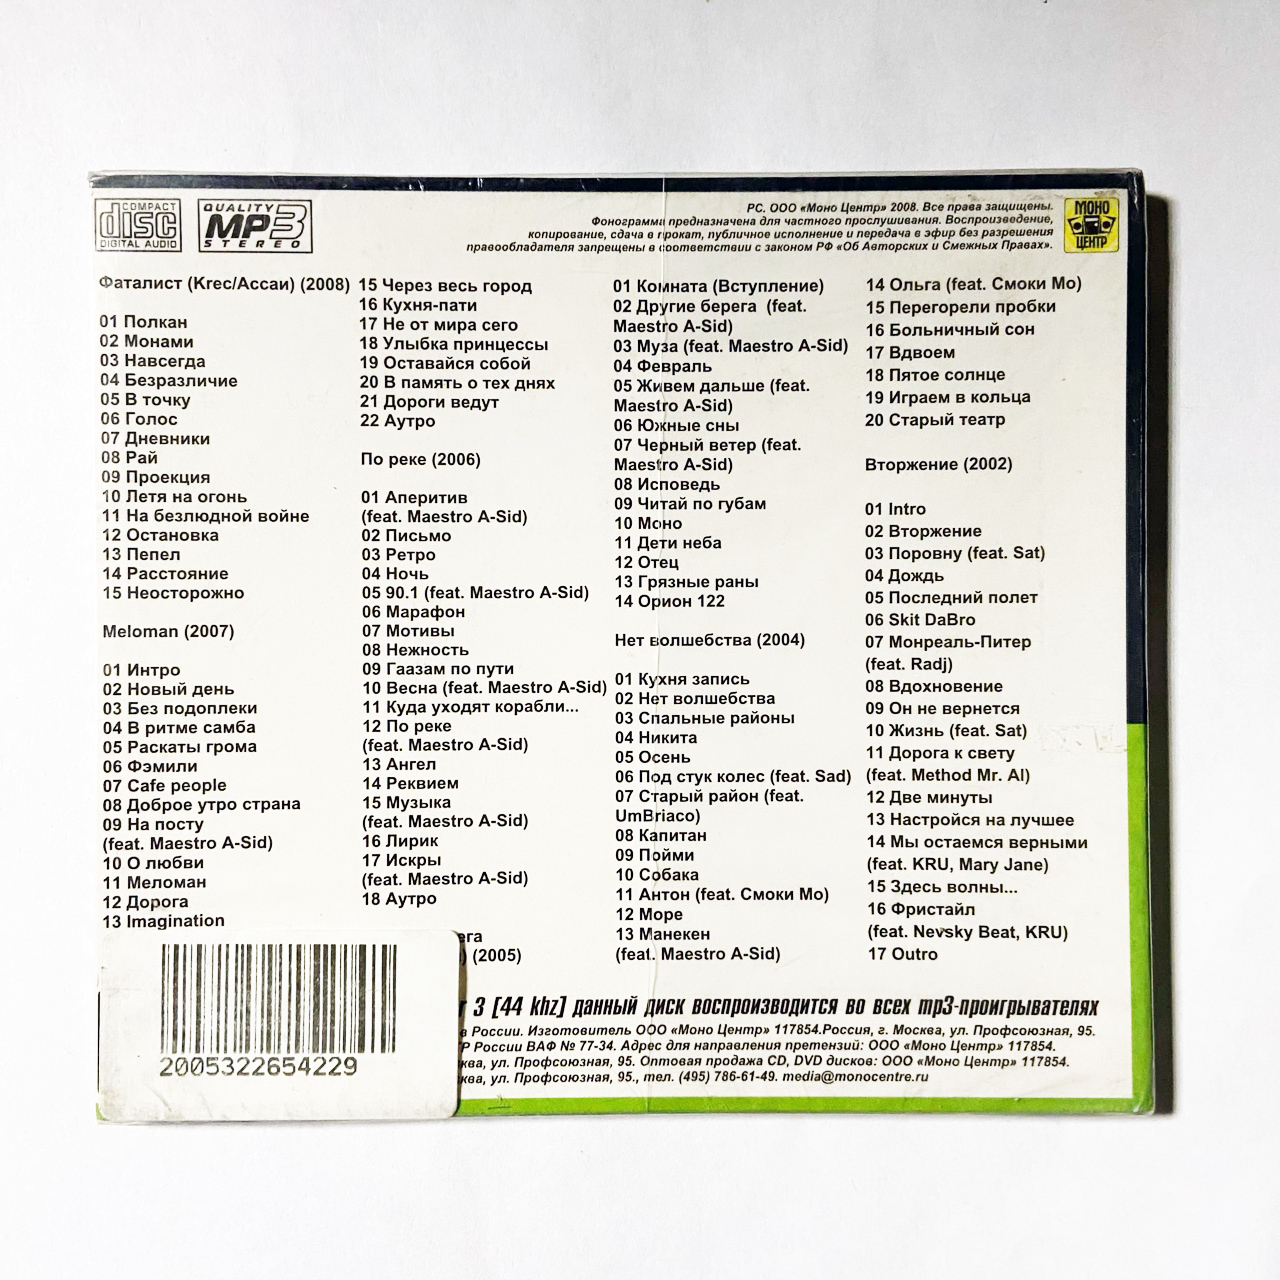 COMPACT
disc
DIGITAL AUDIO
QUALITY
MP3
STEREO
РС. ООО «Моно Центр» 2008. Все права защищены.
Фонограмма предназначена для частного прослушивания. Воспроизведение,
копирование, сдача в прокат, публичное исполнение и передача в эфир без разрешения
правообладателя запрещены в соответствии с законом РФ «Об Авторских и Смежных Правах».
МОНО
ЦЕНТР
Фаталист (Krec/Ассаи) (2008)
01 Полкан
02 Монами
03 Навсегда
04 Безразличие
05 В точку
06 Голос
07 Дневники
08 Рай
09 Проекция
10 Летя на огонь
11 На безлюдной войне
12 Остановка
13 Пепел
14 Расстояние
15 Неосторожно
Meloman (2007)
01 Интро
02 Новый день
03 Без подоплеки
04 В ритме самба
05 Раскаты грома
06 Фэмили
07 Cafe people
08 Доброе утро страна
09 На посту
(feat. Maestro A-Sid)
10 О любви
11 Меломан
12 Дорога
13 Imagination
15 Через весь город
16 Кухня-пати
17 Не от мира сего
18 Улыбка принцессы
19 Оставайся собой
20 В память о тех днях
21 Дороги ведут
22 Аутро
По реке (2006)
01 Аперитив
(feat. Maestro A-Sid)
02 Письмо
03 Ретро
04 Ночь
05 90.1 (feat. Maestro A-Sid)
06 Марафон
07 Мотивы
08 Нежность
09 Гаазам по пути
10 Весна (feat. Maestro A-Sid)
11 Куда уходят корабли...
12 По реке
(feat. Maestro A-Sid)
13 Ангел
14 Реквием
15 Музыка
(feat. Maestro A-Sid)
16 Лирик
17 Искры
(feat. Maestro A-Sid)
18 Аутро
ега
) (2005)
01 Комната (Вступление)
02 Другие берега (feat.
Maestro A-Sid)
03 Муза (feat. Maestro A-Sid)
04 Февраль
05 Живем дальше (feat.
Maestro A-Sid)
06 Южные сны
07 Черный ветер (feat.
Maestro A-Sid)
08 Исповедь
09 Читай по губам
10 Моно
11 Дети неба
12 Отец
13 Грязные раны
14 Орион 122
Нет волшебства (2004)
01 Кухня запись
02 Нет волшебства
03 Спальные районы
04 Никита
05 Осень
06 Под стук колес (feat. Sad)
07 Старый район (feat.
UmBriaco)
08 Капитан
09 Пойми
10 Собака
11 Антон (feat. Смоки Мо)
12 Море
13 Манекен
(feat. Maestro A-Sid)
14 Ольга (feat. Смоки Мо)
15 Перегорели пробки
16 Больничный сон
17 Вдвоем
18 Пятое солнце
19 Играем в кольца
20 Старый театр
Вторжение (2002)
01 Intro
02 Вторжение
03 Поровну (feat. Sat)
04 Дождь
05 Последний полет
06 Skit DaBro
07 Монреаль-Питер
(feat. Radj)
08 Вдохновение
09 Он не вернется
10 Жизнь (feat. Sat)
11 Дорога к свету
(feat. Method Mr. Al)
12 Две минуты
13 Настройся на лучшее
14 Мы остаемся верными
(feat. KRU, Mary Jane)
15 Здесь волны...
16 Фристайл
(feat. Nevsky Beat, KRU)
17 Outro
r 3 [44 khz] данный диск воспроизводится во всех mp3-проигрывателях
в России. Изготовитель ООО «Моно Центр» 117854.Россия, г. Москва, ул. Профсоюзная, 95.
ТР России ВАФ № 77-34. Адрес для направления претензий: ООО «Моно Центр» 117854.
ква, ул. Профсоюзная, 95. Оптовая продажа CD, DVD дисков: ООО «Моно Центр» 117854.
ква, ул. Профсоюзная, 95., тел. (495) 786-61-49. media@monocentre.ru
2005322654229